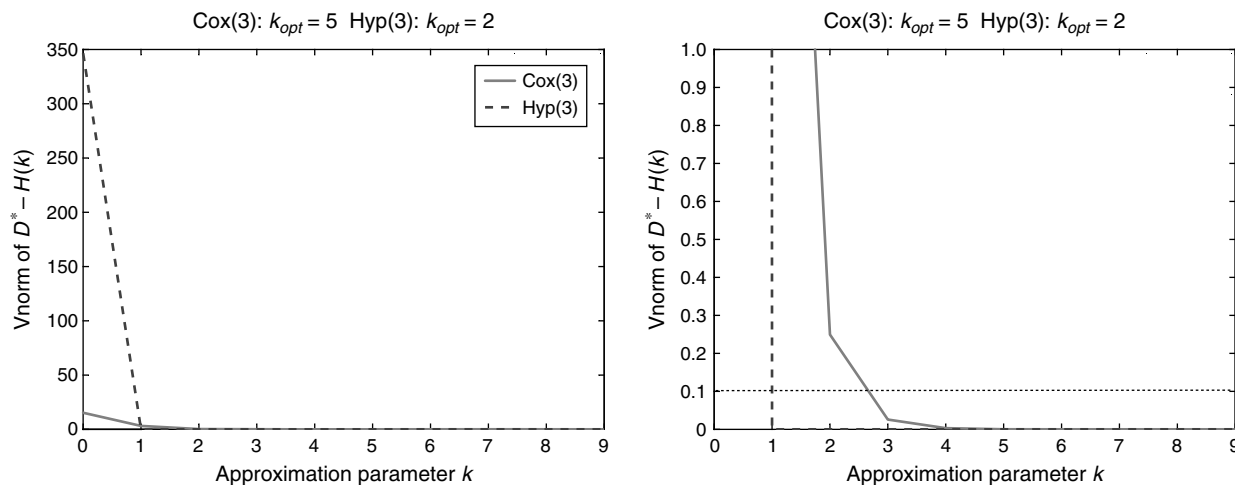 Cox(3): k_opt = 5 Hyp(3): k_opt = 2
350
300
250
200
150
100
50
0
Vnorm of D* – H(k)
Cox(3)
Hyp(3)
0 1 2 3 4 5 6 7 8 9
Approximation parameter k
Cox(3): k_opt = 5 Hyp(3): k_opt = 2
1.0
0.9
0.8
0.7
0.6
0.5
0.4
0.3
0.2
0.1
0
Vnorm of D* – H(k)
0 1 2 3 4 5 6 7 8 9
Approximation parameter k